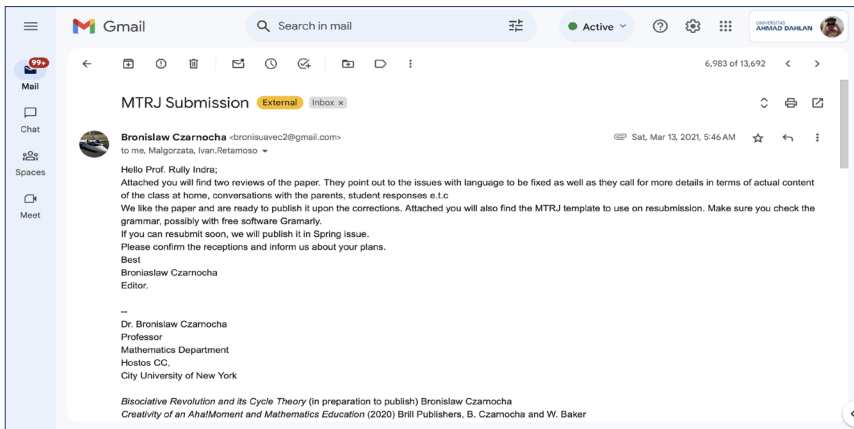 Gmail
Search in mail
Active
UNIVERSITAS
AHMAD DAHLAN
99+
Mail
Chat
Spaces
Meet
6,983 of 13,692
MTRJ Submission External Inbox ×
Bronislaw Czarnocha <bronisuavec2@gmail.com>
Sat, Mar 13, 2021, 5:46 AM
to me, Malgorzata, Ivan.Retamoso
Hello Prof. Rully Indra;
Attached you will find two reviews of the paper. They point out to the issues with language to be fixed as well as they call for more details in terms of actual content
of the class at home, conversations with the parents, student responses e.t.c
We like the paper and are ready to publish it upon the corrections. Attached you will also find the MTRJ template to use on resubmission. Make sure you check the
grammar, possibly with free software Gramarly.
If you can resubmit soon, we will publish it in Spring issue.
Please confirm the receptions and inform us about your plans.
Best
Broniaslaw Czarnocha
Editor.
--
Dr. Bronislaw Czarnocha
Professor
Mathematics Department
Hostos CC,
City University of New York
Bisociative Revolution and its Cycle Theory (in preparation to publish) Bronislaw Czarnocha
Creativity of an Aha!Moment and Mathematics Education (2020) Brill Publishers, B. Czarnocha and W. Baker